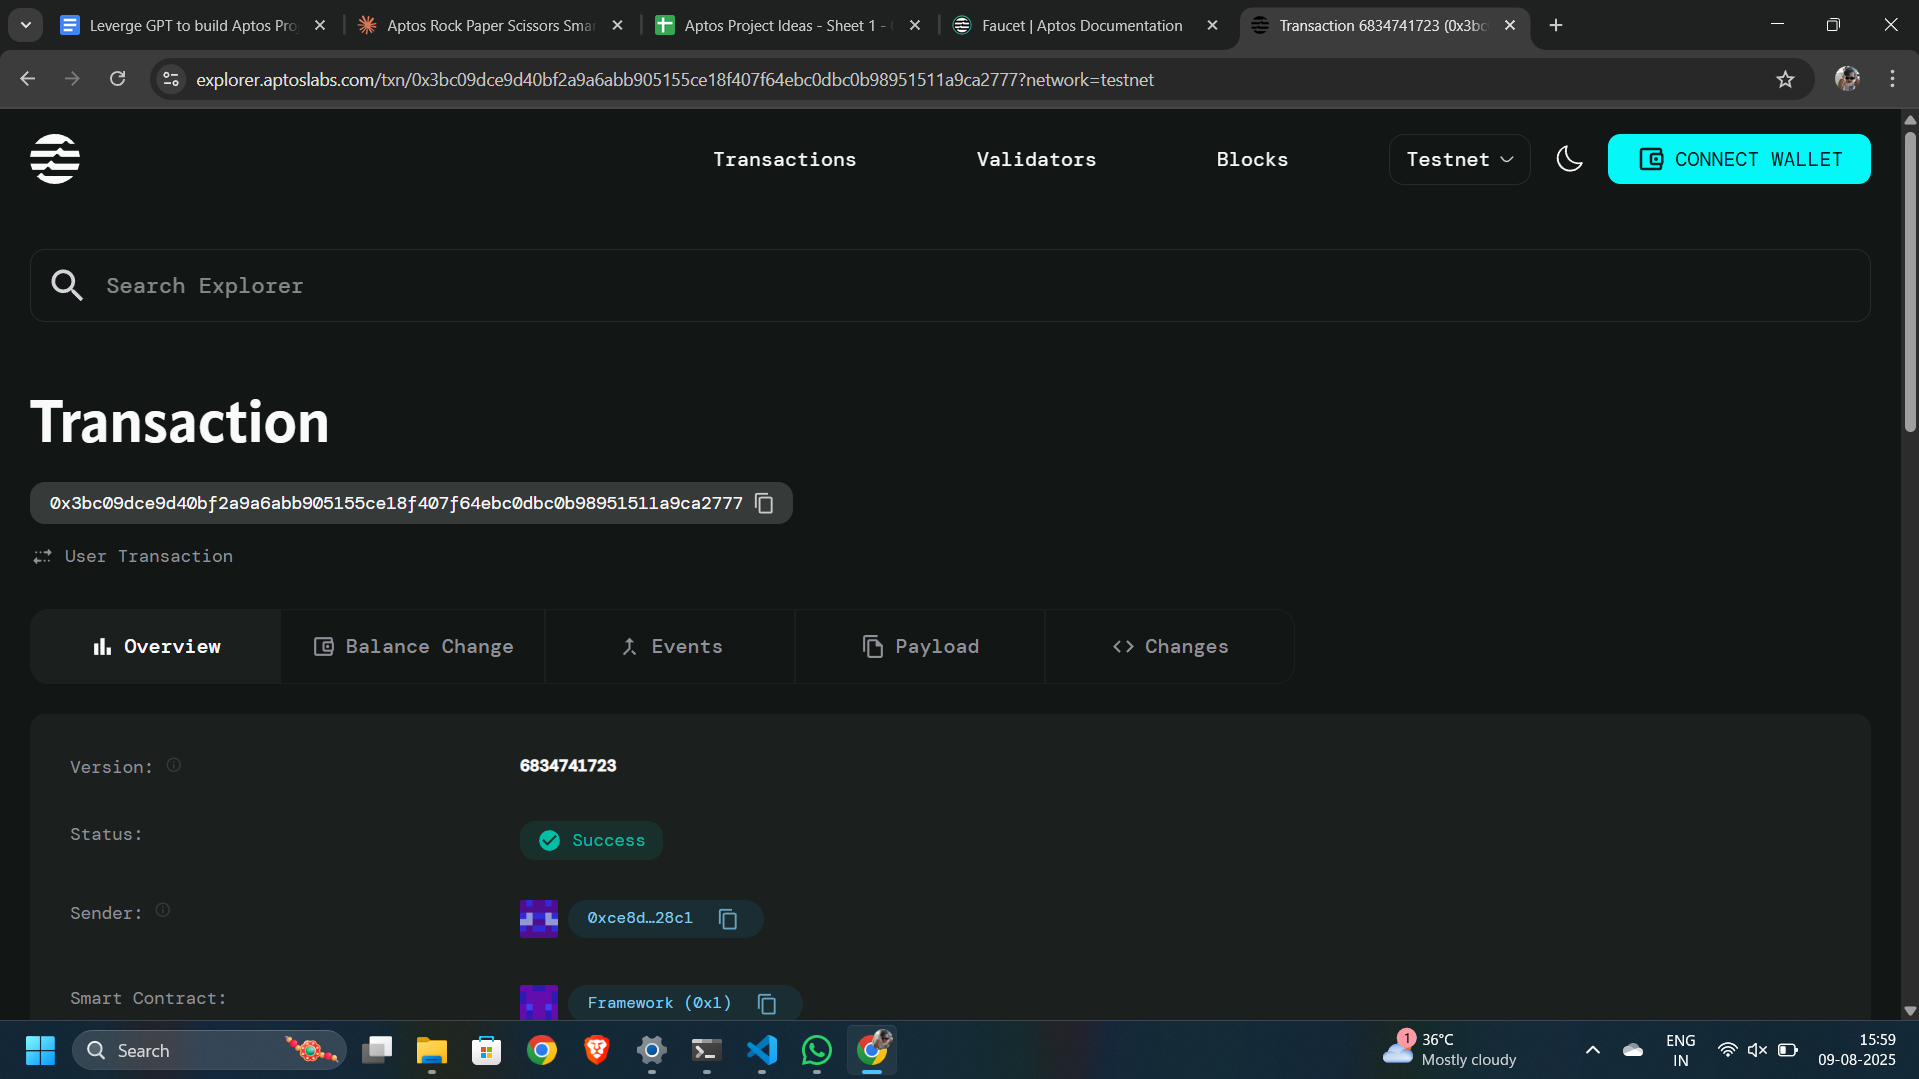 Leverge GPT to build Aptos Pro
Aptos Rock Paper Scissors Smar
Aptos Project Ideas - Sheet 1 -
Faucet | Aptos Documentation
Transaction 6834741723 (0x3bc
explorer.aptoslabs.com/txn/0x3bc09dce9d40bf2a9a6abb905155ce18f407f64ebc0dbc0b98951511a9ca2777?network=testnet
Transactions
Validators
Blocks
Testnet
CONNECT WALLET
Search Explorer
Transaction
0x3bc09dce9d40bf2a9a6abb905155ce18f407f64ebc0dbc0b98951511a9ca2777
User Transaction
Overview
Balance Change
Events
Payload
Changes
Version:
6834741723
Status:
Success
Sender:
0xce8d…28c1
Smart Contract:
Framework (0x1)
Search
1
36°C
Mostly cloudy
ENG
IN
15:59
09-08-2025